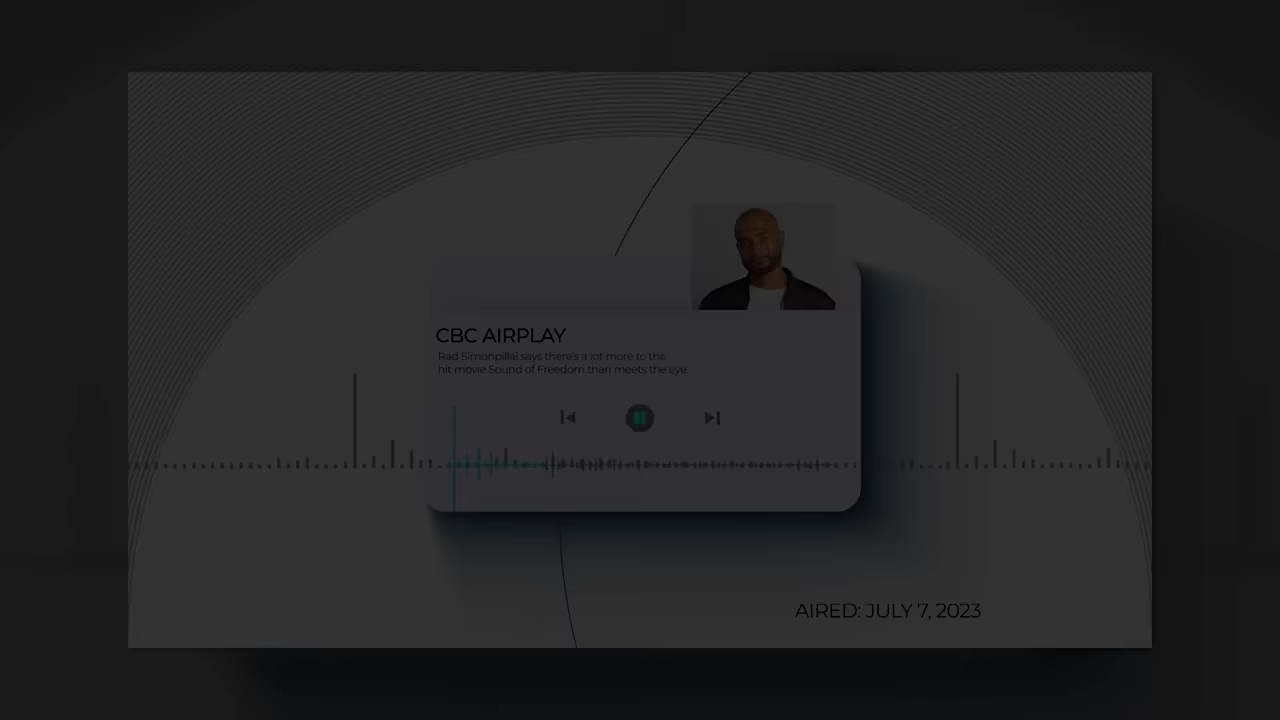 CBC AIRPLAY
Rad Simonpillai says there's a lot more to the
hit movie Sound of Freedom than meets the eye
AIRED: JULY 7, 2023